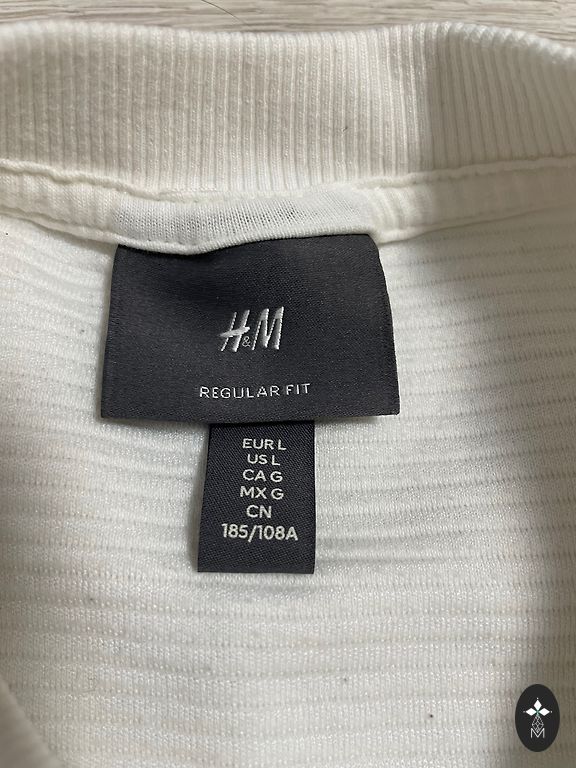 H&M
REGULAR FIT
EUR L
US L
CA G
MX G
CN
185/108A
M